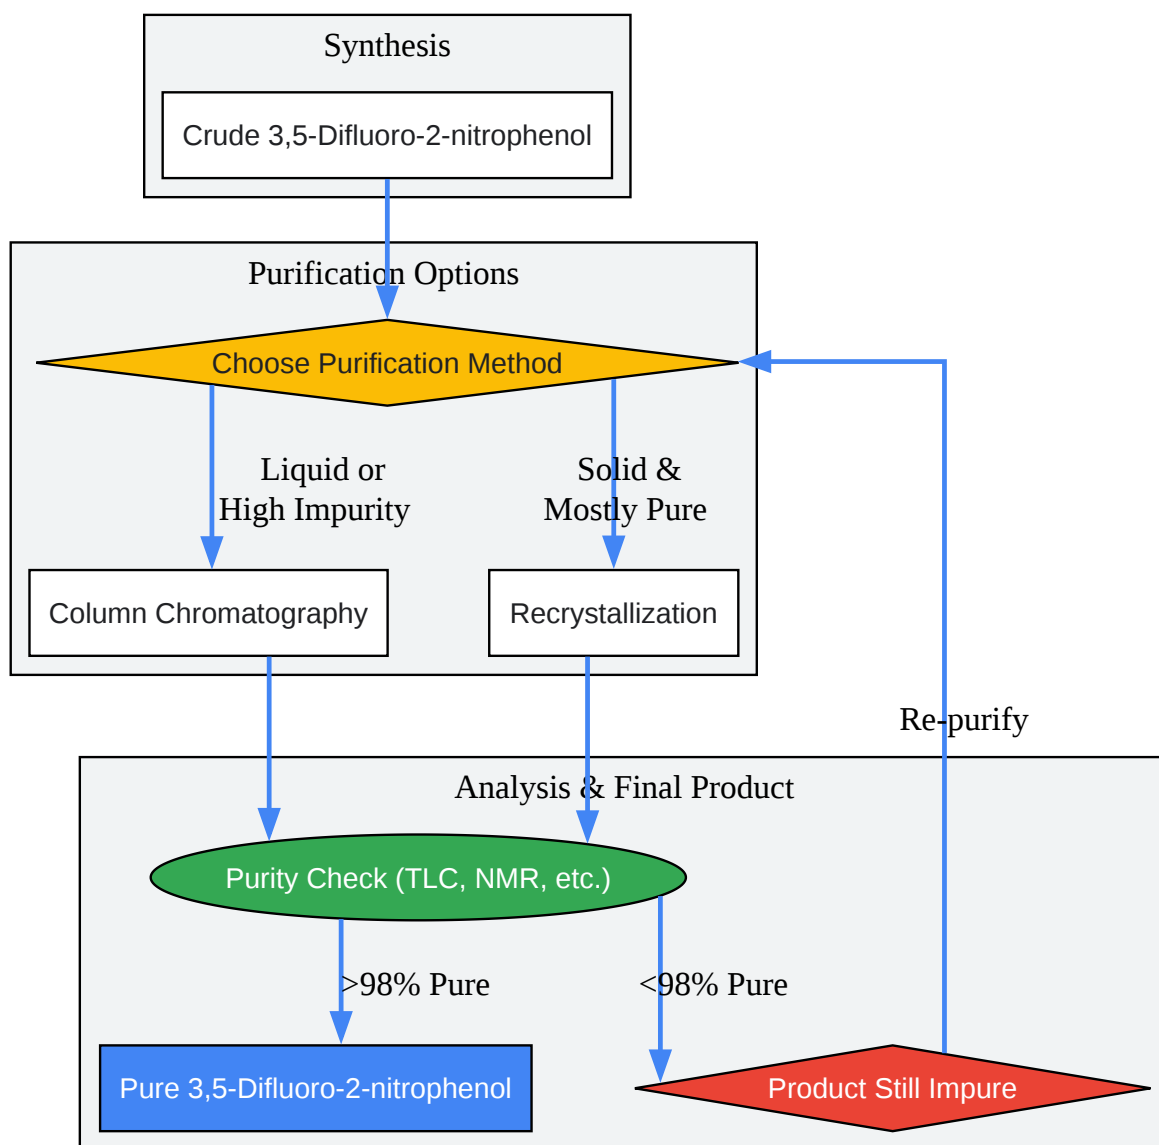 Synthesis
Crude 3,5-Difluoro-2-nitrophenol
Purification Options
Choose Purification Method
Liquid or
High Impurity
Solid &
Mostly Pure
Column Chromatography
Recrystallization
Re-purify
Analysis & Final Product
Purity Check (TLC, NMR, etc.)
>98% Pure
<98% Pure
Pure 3,5-Difluoro-2-nitrophenol
Product Still Impure